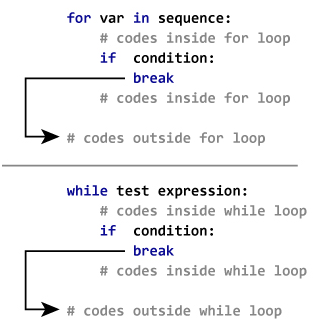 for var in sequence:
# codes inside for loop
if condition:
break
# codes inside for loop
# codes outside for loop
while test expression:
# codes inside while loop
if condition:
break
# codes inside while loop
# codes outside while loop